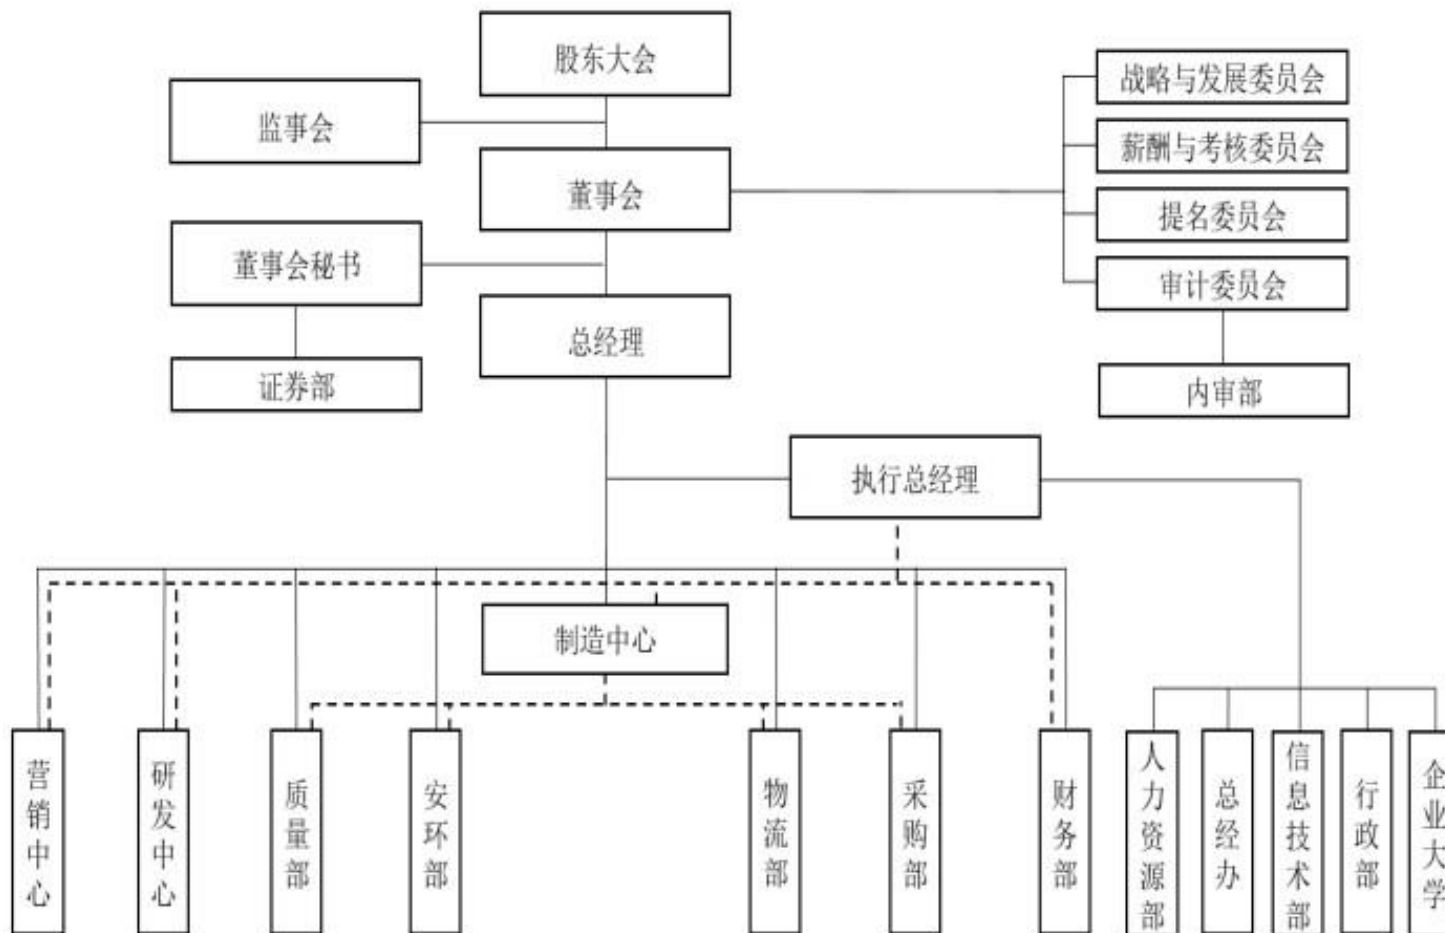 股东大会
监事会
董事会
战略与发展委员会
薪酬与考核委员会
提名委员会
审计委员会
董事会秘书
总经理
证券部
内审部
执行总经理
制造中心
营销中心
研发中心
质量部
安环部
物流部
采购部
财务部
人力资源部
总经办
信息技术部
行政部
企业大学